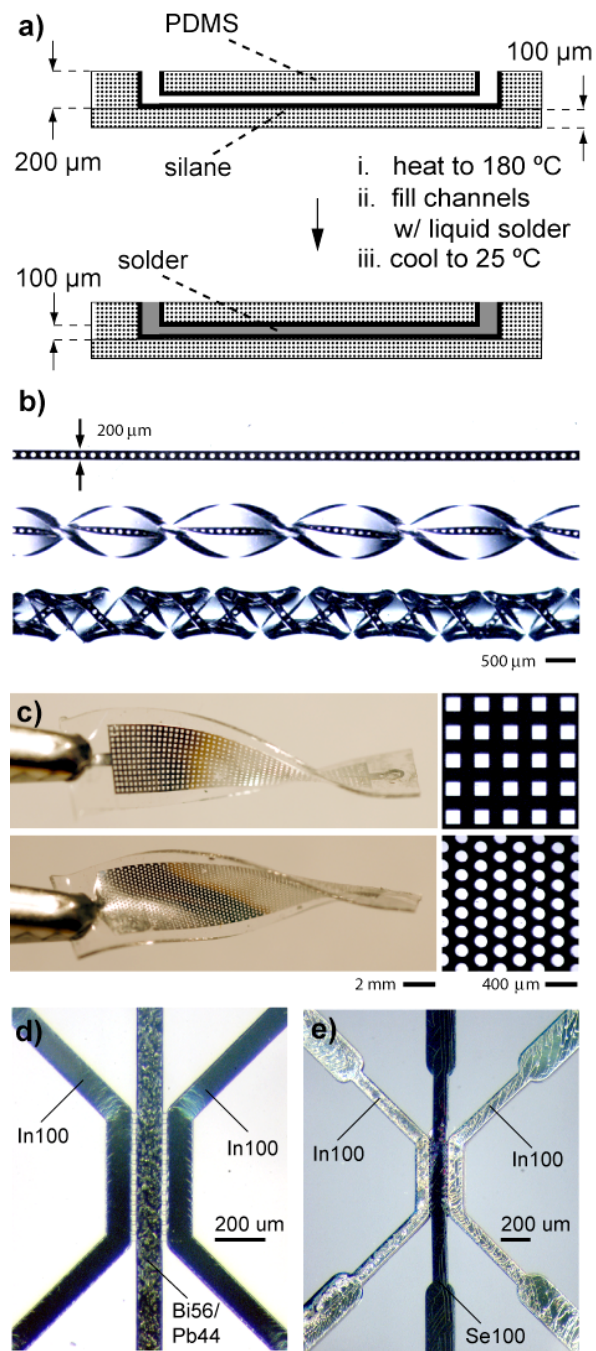 a)
PDMS
100 µm
200 µm
silane
i. heat to 180 ºC
ii. fill channels
w/ liquid solder
iii. cool to 25 ºC
solder
100 µm
b)
200 µm
500 µm
c)
2 mm
400 µm
d)
In100
In100
200 um
Bi56/
Pb44
e)
In100
In100
200 um
Se100